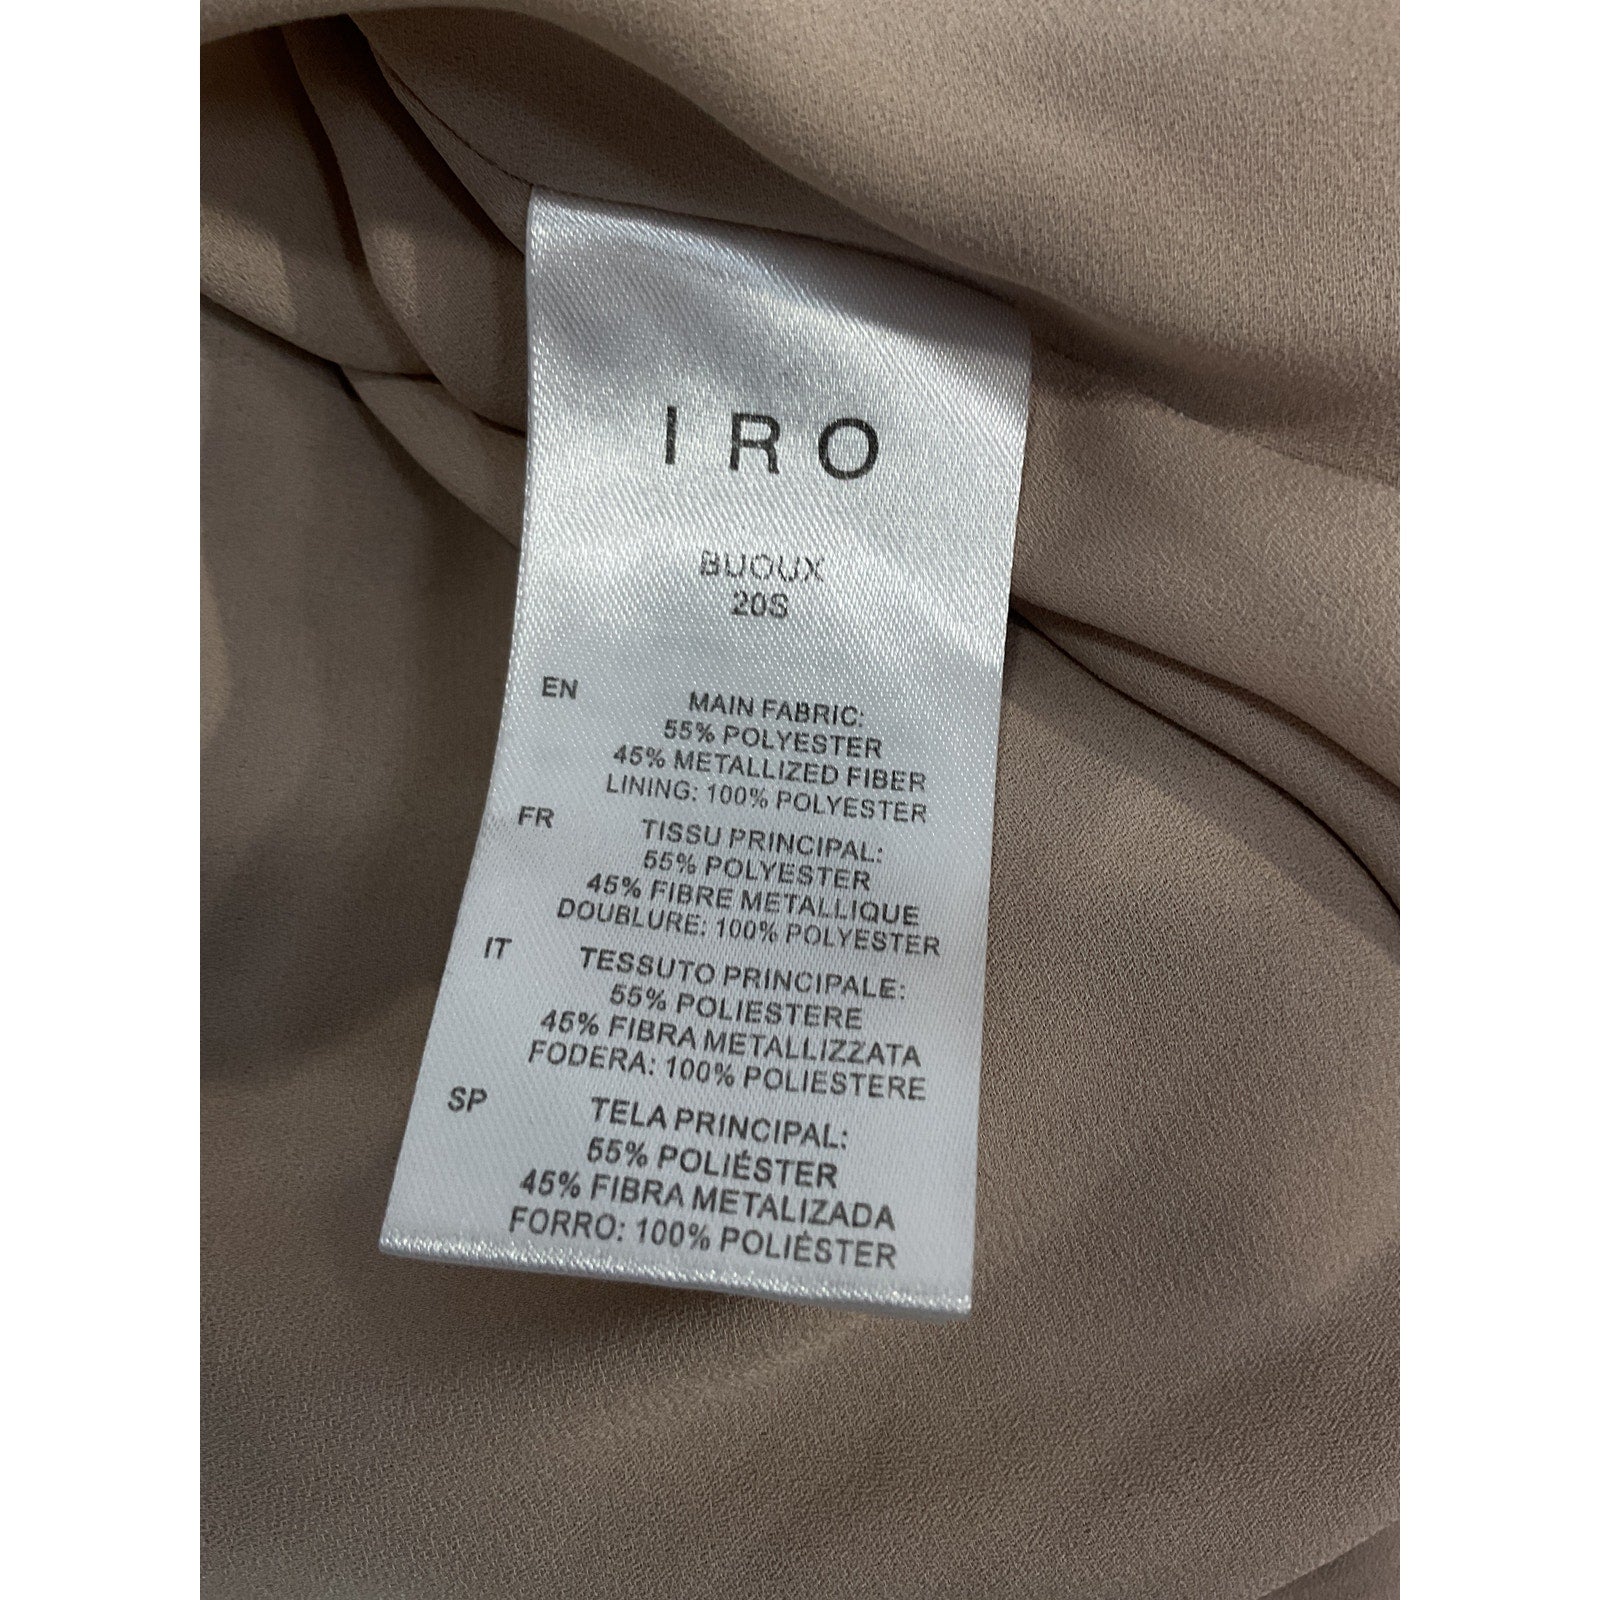 IRO
BUOUX
20S
EN
MAIN FABRIC:
55% POLYESTER
45% METALLIZED FIBER
LINING: 100% POLYESTER
FR
TISSU PRINCIPAL:
55% POLYESTER
45% FIBRE METALLIQUE
DOUBLURE: 100% POLYESTER
IT
TESSUTO PRINCIPALE:
55% POLIESTERE
45% FIBRA METALLIZZATA
FODERA: 100% POLIESTERE
SP
TELA PRINCIPAL:
55% POLIÉSTER
45% FIBRA METALIZADA
FORRO: 100% POLIÉSTER